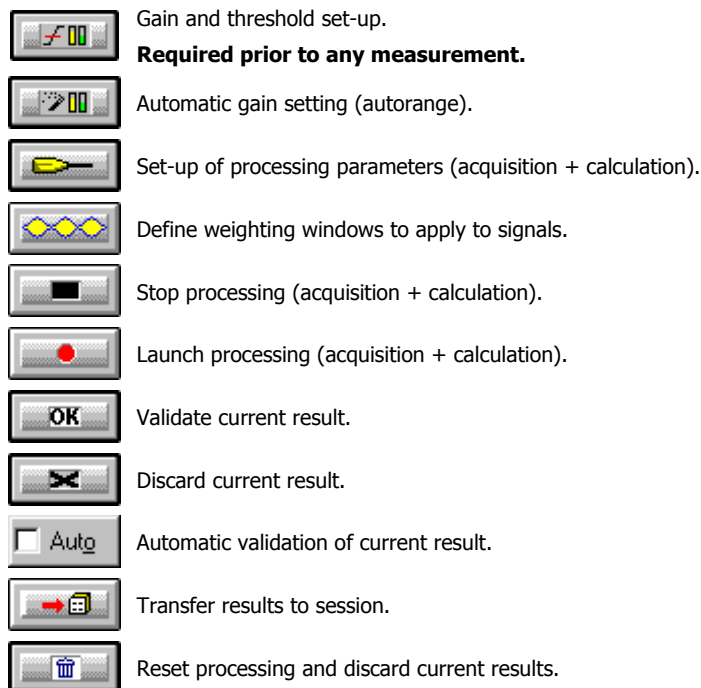 Gain and threshold set-up.
Required prior to any measurement.
Automatic gain setting (autorange).
Set-up of processing parameters (acquisition + calculation).
Define weighting windows to apply to signals.
Stop processing (acquisition + calculation).
Launch processing (acquisition + calculation).
OK Validate current result.
Discard current result.
Auto Automatic validation of current result.
Transfer results to session.
Reset processing and discard current results.